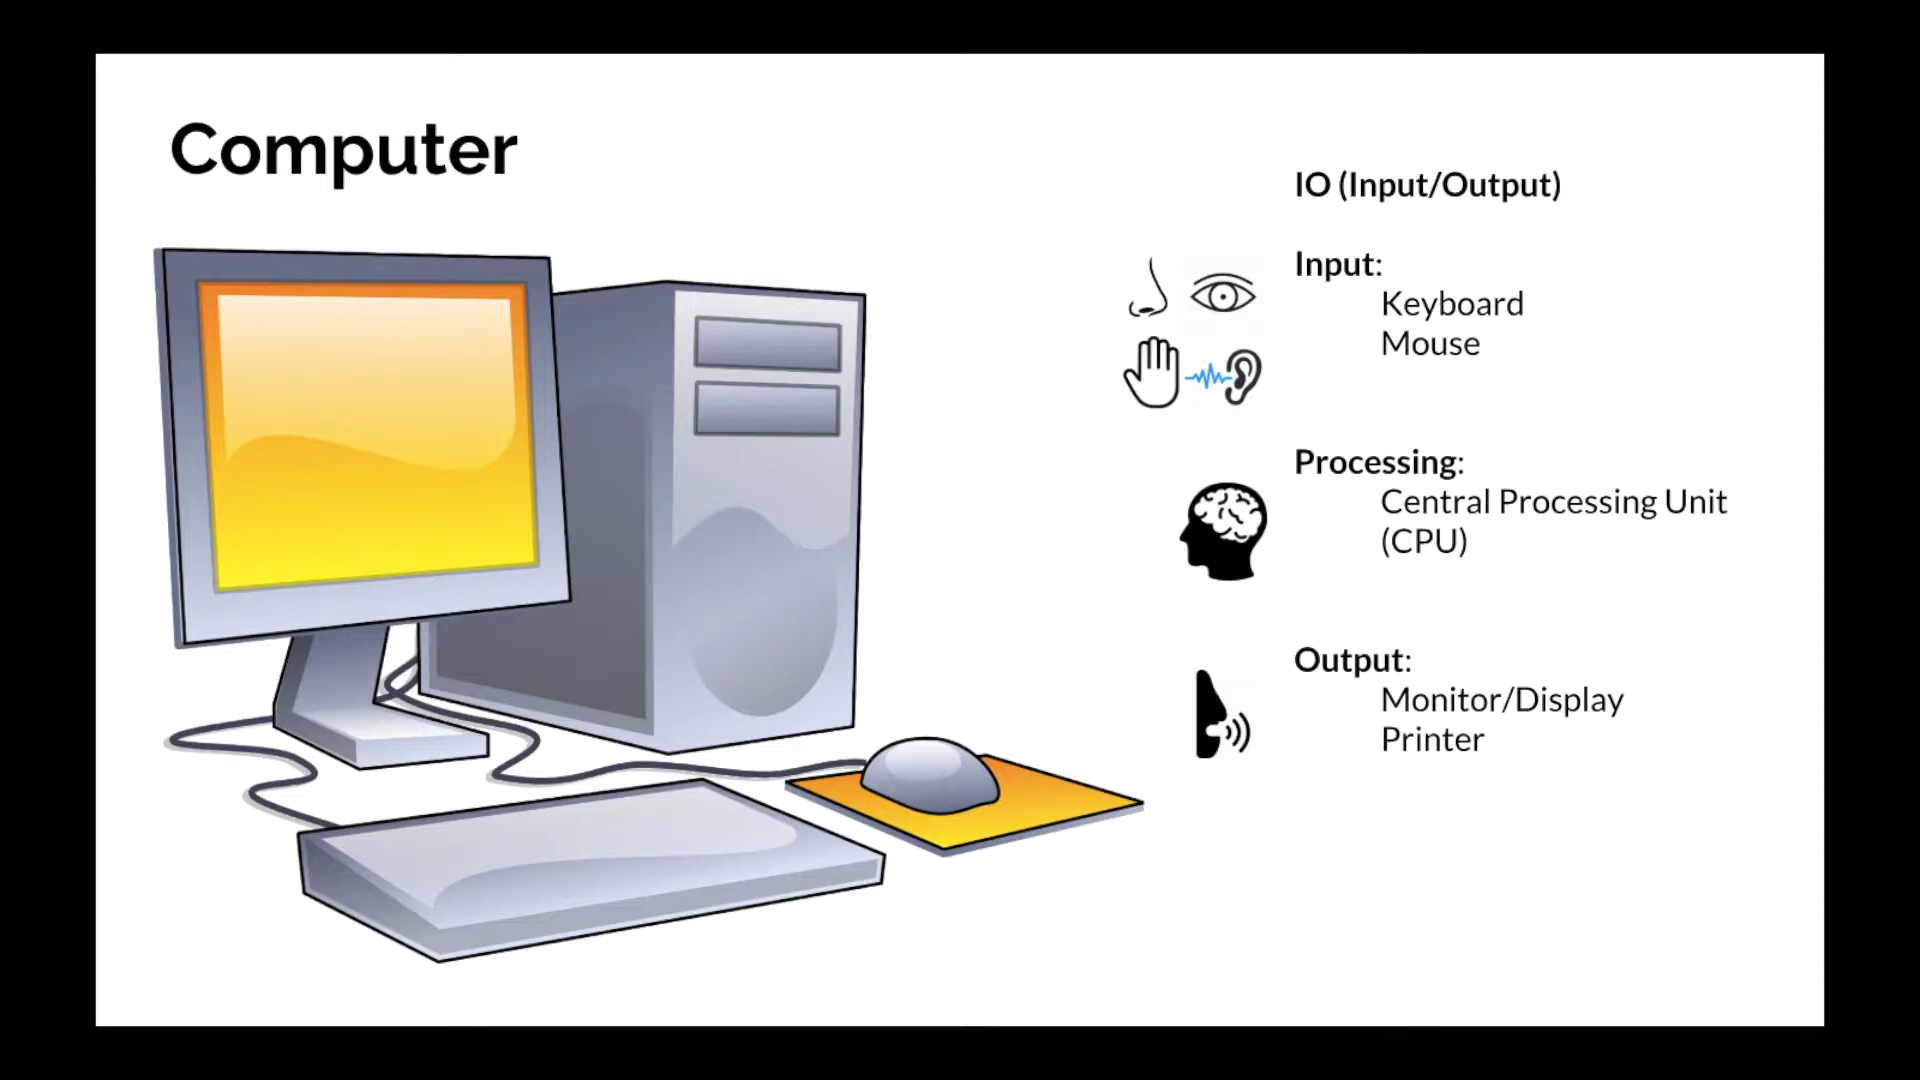 Computer
IO (Input/Output)
Input:
Keyboard
Mouse
Processing:
Central Processing Unit
(CPU)
Output:
Monitor/Display
Printer